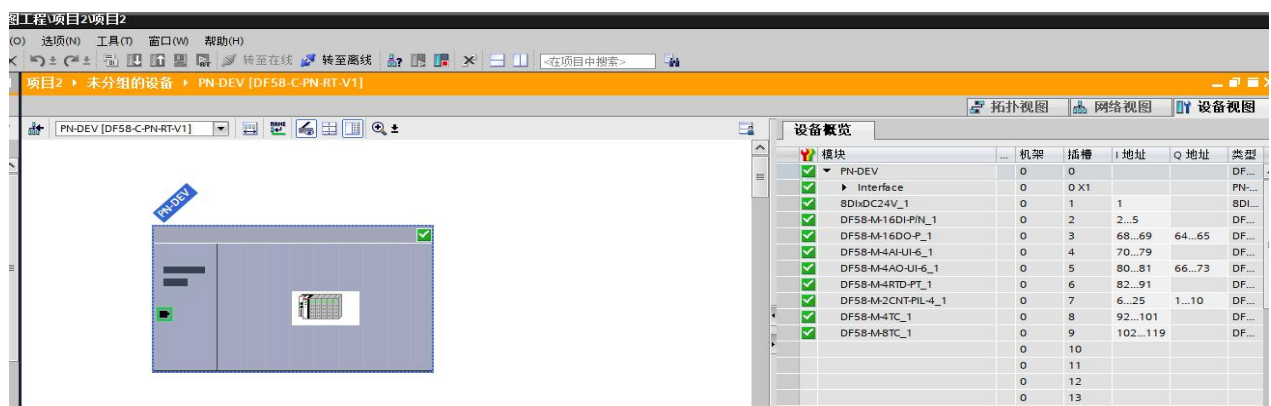 图工程\项目2\项目2
(O) 选项(N) 工具(T) 窗口(W) 帮助(H)
转至在线 转至离线 <在项目中搜索>
项目2 ▸ 未分组的设备 ▸ PN-DEV [DF58-C-PN-RT-V1]
拓扑视图 网络视图 设备视图
PN-DEV [DF58-C-PN-RT-V1]
设备概览
模块 ... 机架 插槽 I 地址 Q 地址 类型
PN-DEV 0 0 DF...
Interface 0 0 X1 PN-...
8DIxDC24V_1 0 1 1 8DI...
DF58-M-16DI-P/N_1 0 2 2...5 DF...
DF58-M-16DO-P_1 0 3 68...69 64...65 DF...
DF58-M-4AI-UI-6_1 0 4 70...79 DF...
DF58-M-4AO-UI-6_1 0 5 80...81 66...73 DF...
DF58-M-4RTD-PT_1 0 6 82...91 DF...
DF58-M-2CNT-PIL-4_1 0 7 6...25 1...10 DF...
DF58-M-4TC_1 0 8 92...101 DF...
DF58-M-8TC_1 0 9 102...119 DF...
0 10
0 11
0 12
0 13
PN-DEV